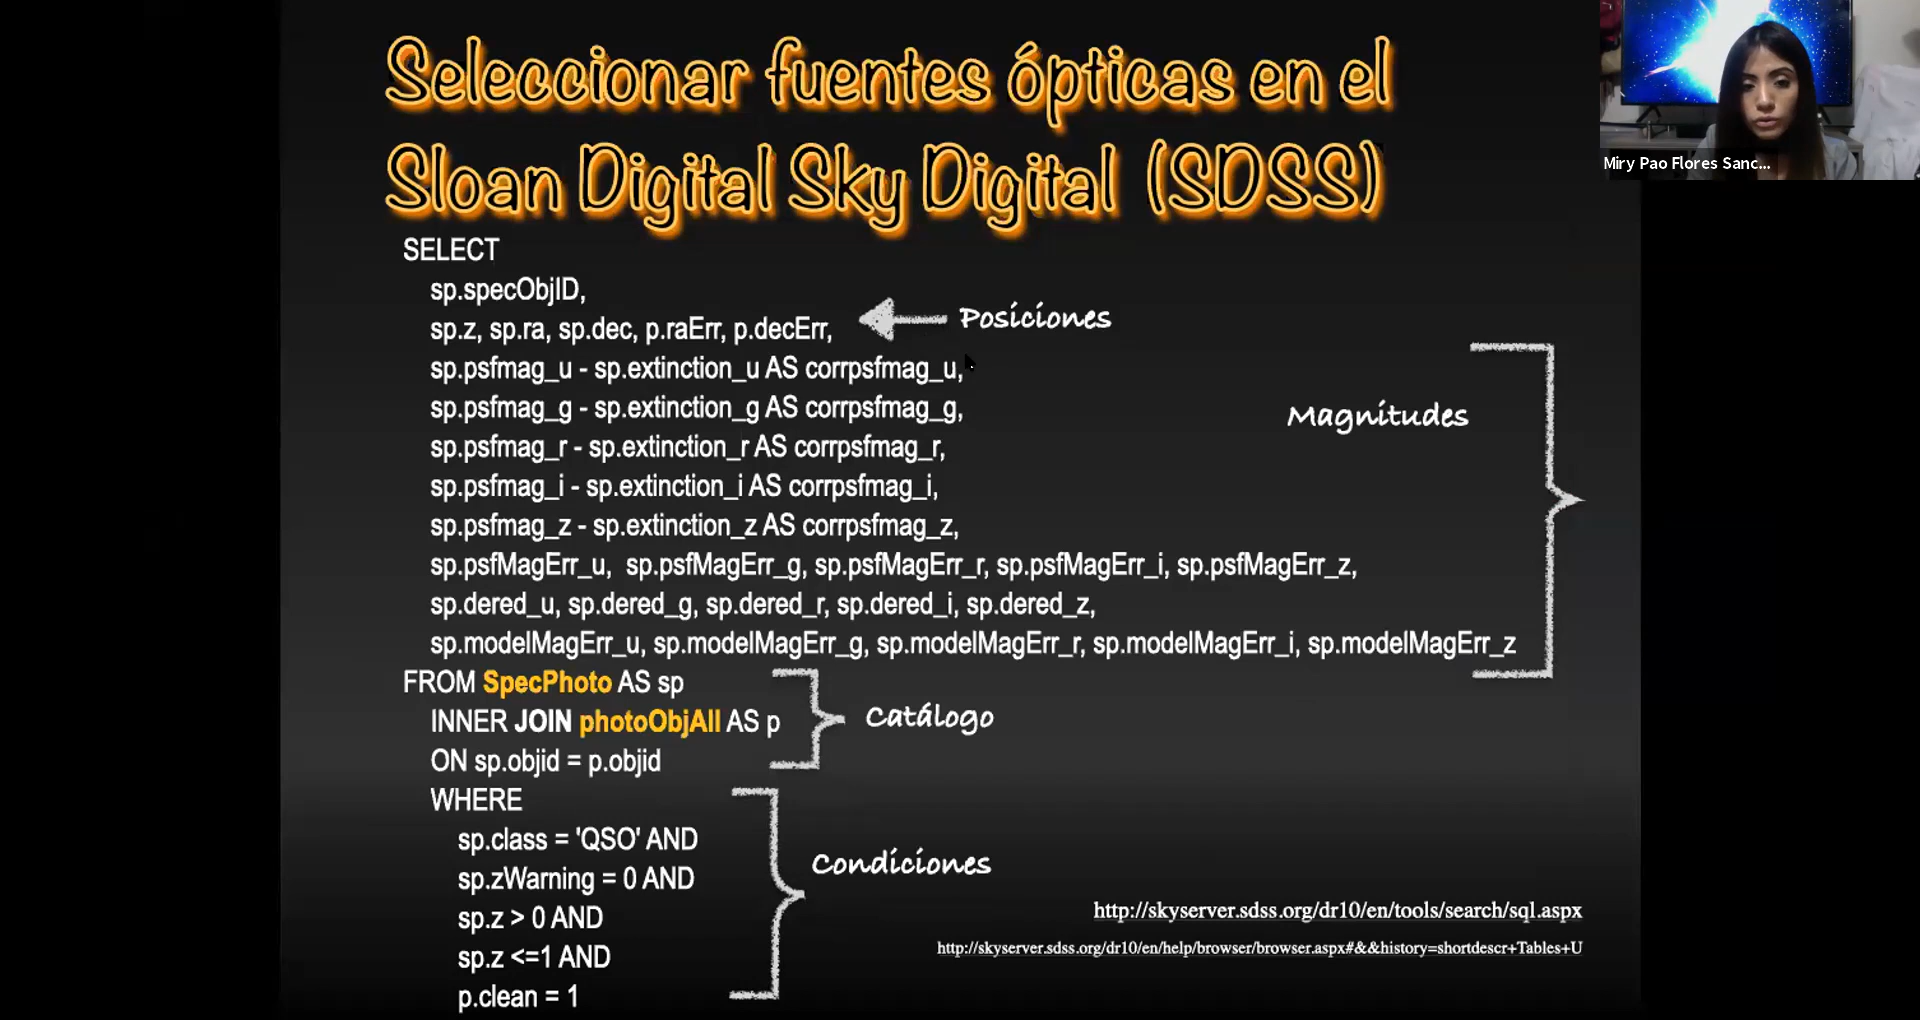 Seleccionar fuentes ópticas en el
Sloan Digital Sky Digital (SDSS)
Miry Pao Flores Sanc...
SELECT
sp.specObjID,
sp.z, sp.ra, sp.dec, p.raErr, p.decErr,
Posiciones
sp.psfmag_u - sp.extinction_u AS corrpsfmag_u,
sp.psfmag_g - sp.extinction_g AS corrpsfmag_g,
Magnitudes
sp.psfmag_r - sp.extinction_r AS corrpsfmag_r,
sp.psfmag_i - sp.extinction_i AS corrpsfmag_i,
sp.psfmag_z - sp.extinction_z AS corrpsfmag_z,
sp.psfMagErr_u, sp.psfMagErr_g, sp.psfMagErr_r, sp.psfMagErr_i, sp.psfMagErr_z,
sp.dered_u, sp.dered_g, sp.dered_r, sp.dered_i, sp.dered_z,
sp.modelMagErr_u, sp.modelMagErr_g, sp.modelMagErr_r, sp.modelMagErr_i, sp.modelMagErr_z
FROM SpecPhoto AS sp
INNER JOIN photoObjAll AS p
Catálogo
ON sp.objid = p.objid
WHERE
sp.class = 'QSO' AND
sp.zWarning = 0 AND
Condiciones
sp.z > 0 AND
sp.z <=1 AND
p.clean = 1
http://skyserver.sdss.org/dr10/en/tools/search/sql.aspx
http://skyserver.sdss.org/dr10/en/help/browser/browser.aspx#&&history=shortdescr+Tables+U